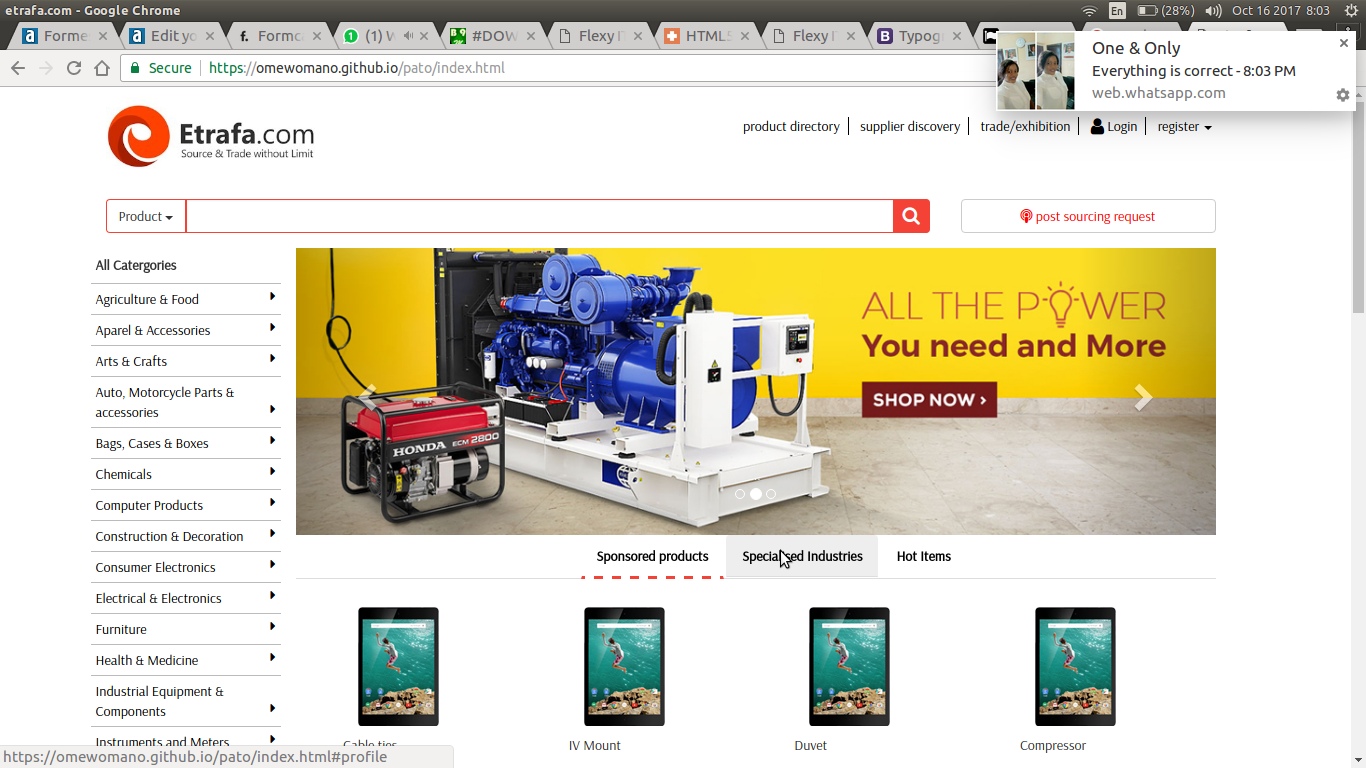 etrafa.com - Google Chrome
En (28%) Oct 16 2017 8:03
Forme
Edit yo
Formc
(1) W
#DOW
Flexy I
HTML5
Flexy I
Typogr
Secure https://omewomano.github.io/pato/index.html
One & Only
Everything is correct - 8:03 PM
web.whatsapp.com
Etrafa.com
Source & Trade without Limit
product directory supplier discovery trade/exhibition Login register
Product
post sourcing request
All Catergories
Agriculture & Food
Aparel & Accessories
Arts & Crafts
Auto, Motorcycle Parts &
accessories
Bags, Cases & Boxes
Chemicals
Computer Products
Construction & Decoration
Consumer Electronics
Electrical & Electronics
Furniture
Health & Medicine
Industrial Equipment &
Components
Instruments and Meters
ALL THE POWER
You need and More
SHOP NOW ›
HONDA ECM 2800
Sponsored products Specialised Industries Hot Items
Cable ties IV Mount Duvet Compressor
https://omewomano.github.io/pato/index.html#profile